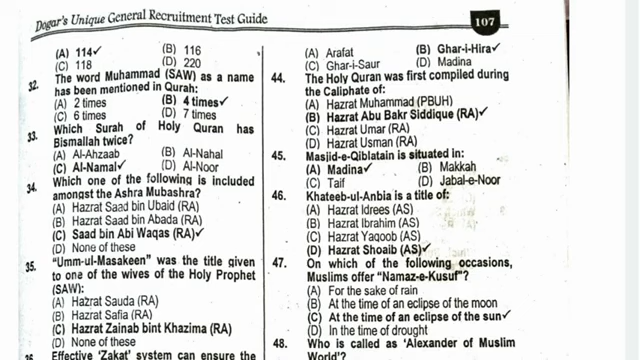 Dogar's Unique General Recruitment Test Guide
107
(A) 114✓ (B) 116
(C) 118 (D) 220
32. The word Muhammad (SAW) as a name
has been mentioned in Qurah:
(A) 2 times (B) 4 times✓
(C) 6 times (D) 7 times
33. Which Surah of Holy Quran has
Bismallah twice?
(A) Al-Ahzaab (B) Al-Nahal
(C) Al-Namal✓ (D) Al-Noor
34. Which one of the following is included
amongst the Ashra Mubashra?
(A) Hazrat Saad bin Ubaid (RA)
(B) Hazrat Saad bin Abada (RA)
(C) Saad bin Abi Waqas (RA)✓
(D) None of these
35. "Umm-ul-Masakeen" was the title given
to one of the wives of the Holy Prophet
(SAW):
(A) Hazrat Sauda (RA)
(B) Hazrat Safia (RA)
(C) Hazrat Zainab bint Khazima (RA)
(D) None of these
36. Effective 'Zakat' system can ensure the
(A) Arafat (B) Ghar-i-Hira✓
(C) Ghar-i-Saur (D) Madina
44. The Holy Quran was first compiled during
the Caliphate of:
(A) Hazrat Muhammad (PBUH)
(B) Hazrat Abu Bakr Siddique (RA)✓
(C) Hazrat Umar (RA)
(D) Hazrat Usman (RA)
45. Masjid-e-Qiblatain is situated in:
(A) Madina✓ (B) Makkah
(C) Taif (D) Jabal-e-Noor
46. Khateeb-ul-Anbia is a title of:
(A) Hazrat Idrees (AS)
(B) Hazrat Ibrahim (AS)
(C) Hazrat Yaqoob (AS)
(D) Hazrat Shoaib (AS)✓
47. On which of the following occasions,
Muslims offer "Namaz-e-Kusuf"?
(A) For the sake of rain
(B) At the time of an eclipse of the moon
(C) At the time of an eclipse of the sun✓
(D) In the time of drought
48. Who is called as 'Alexander of Muslim
World'?